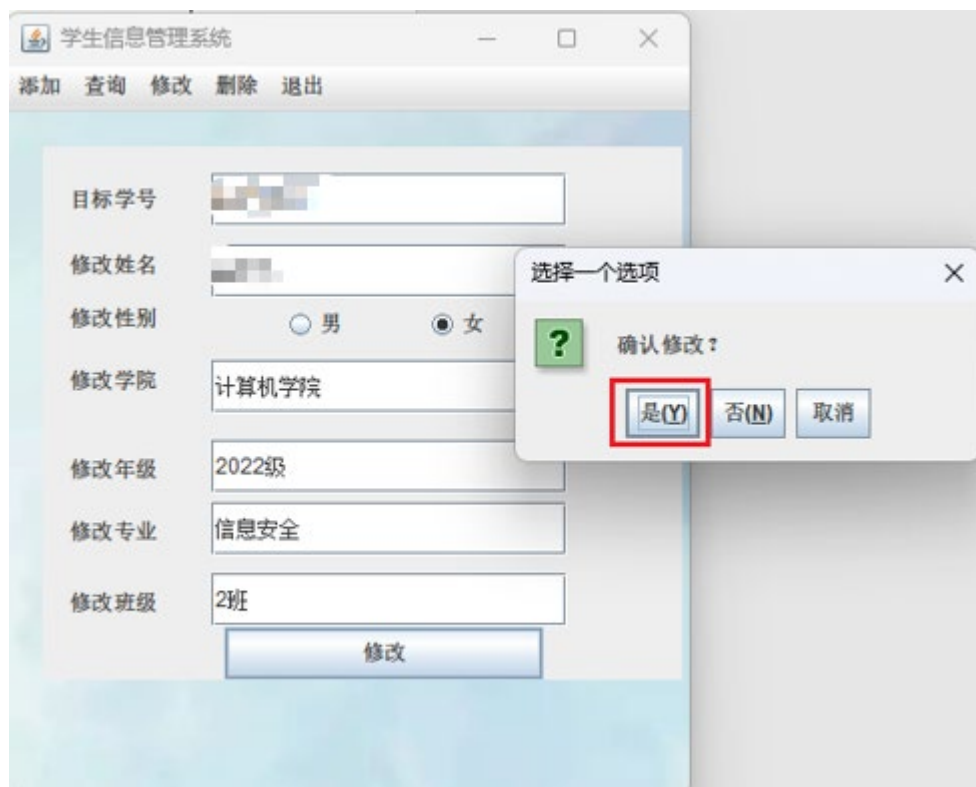 学生信息管理系统
添加 查询 修改 删除 退出
目标学号
修改姓名
修改性别 男 女
修改学院 计算机学院
修改年级 2022级
修改专业 信息安全
修改班级 2班
修改
选择一个选项
确认修改？
是(Y) 否(N) 取消